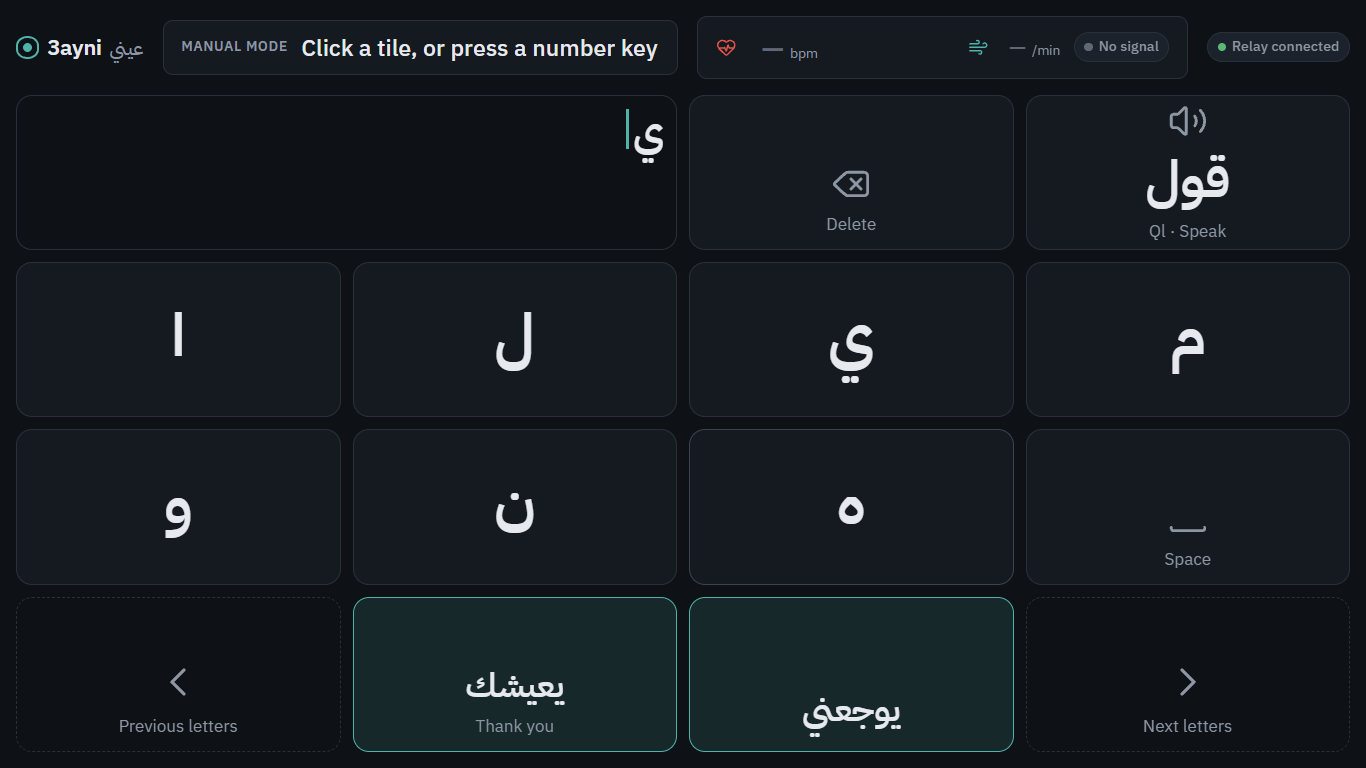 3ayni عيني
MANUAL MODE Click a tile, or press a number key
— bpm
— /min
No signal
Relay connected
ي
Delete
قول
Ql · Speak
ا
ل
ي
م
و
ن
ه
Space
Previous letters
يعيشك
Thank you
يوجعني
Next letters